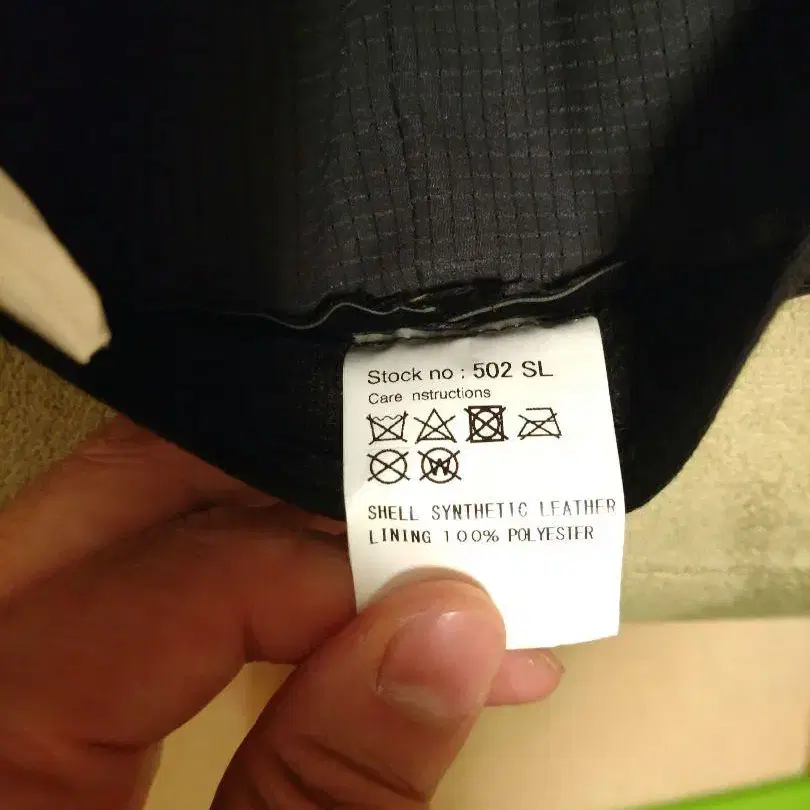 Stock no : 502 SL
Care nstructions
W
SHELL SYNTHETIC LEATHER
LINING 100% POLYESTER